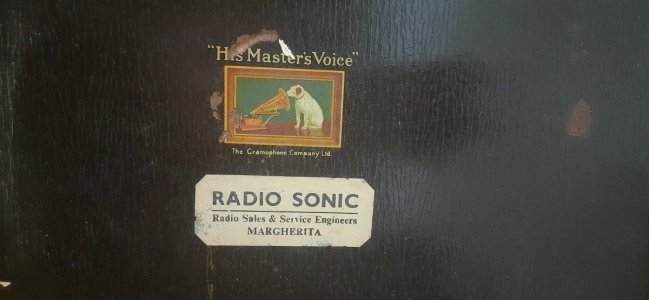 "His Master's Voice"
The Gramophone Company Ltd.
RADIO SONIC
Radio Sales & Service Engineers
MARGHERITA